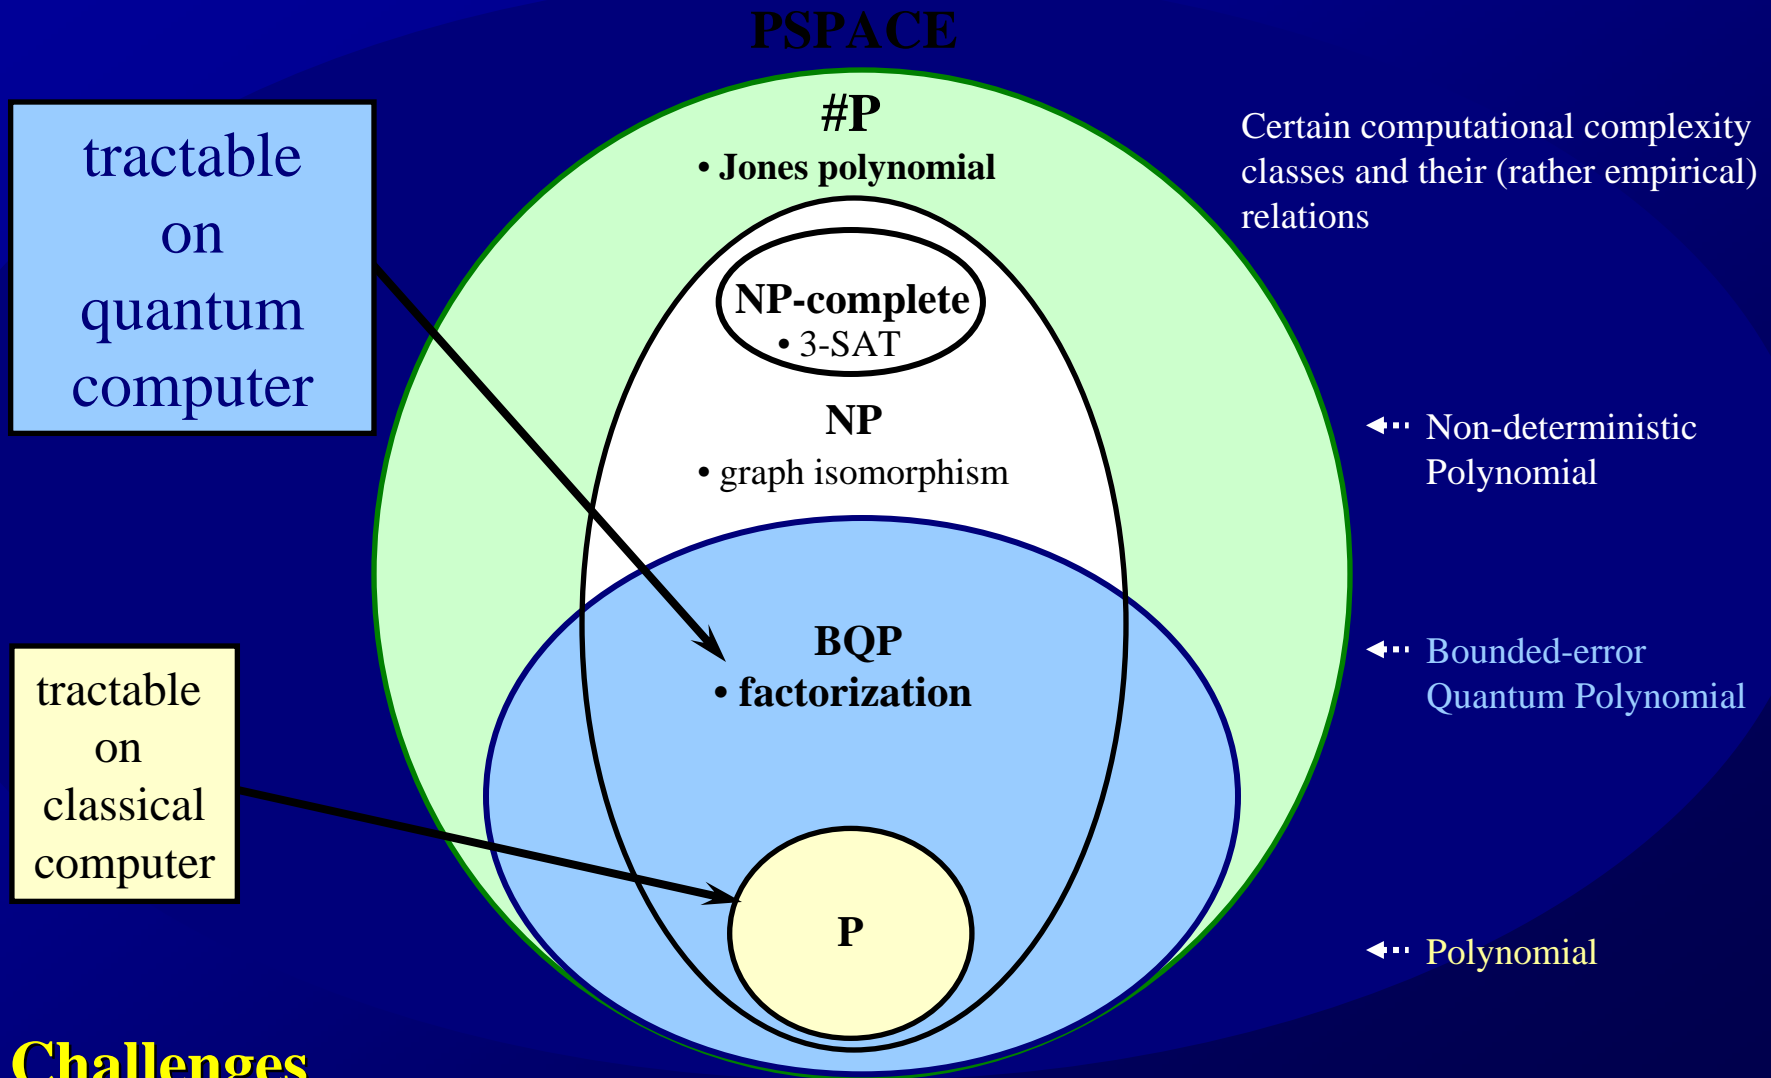 PSPACE
#P
• Jones polynomial
NP-complete
• 3-SAT
NP
• graph isomorphism
BQP
• factorization
P
tractable
on
quantum
computer
tractable
on
classical
computer
Certain computational complexity
classes and their (rather empirical)
relations
Non-deterministic
Polynomial
Bounded-error
Quantum Polynomial
Polynomial
Challenges